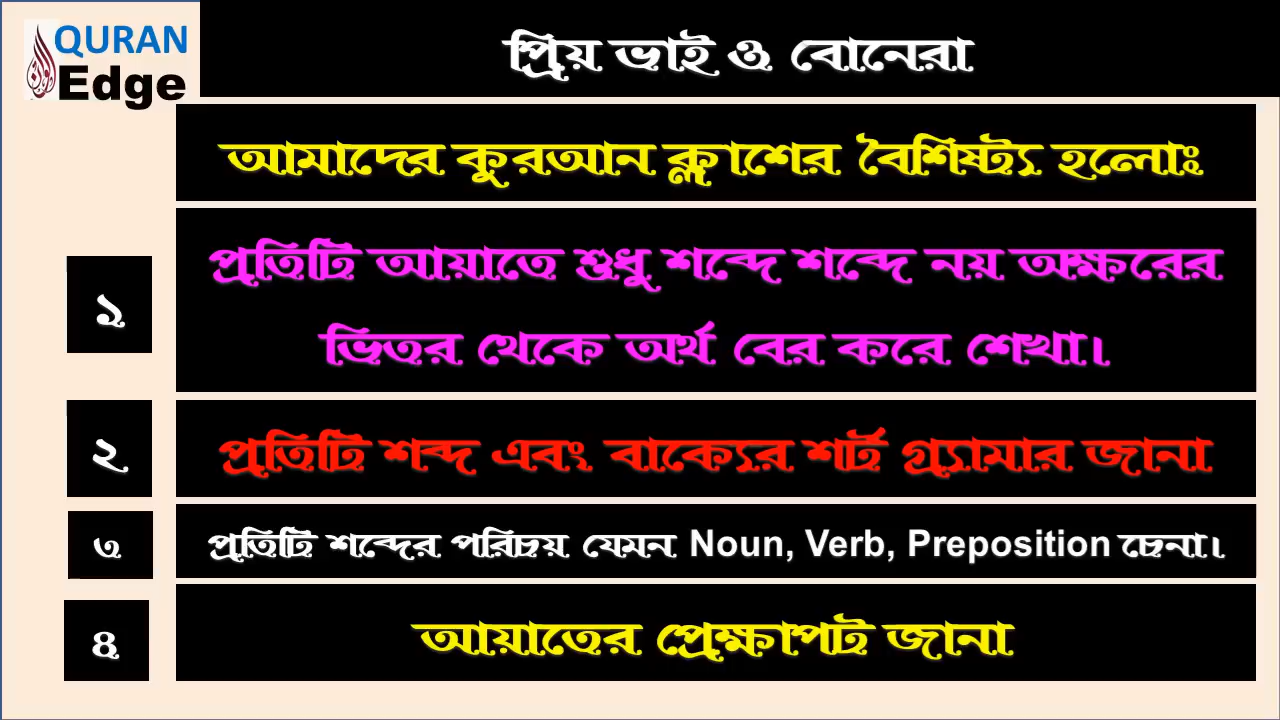 QURAN
Edge
প্রিয় ভাই ও বোনেরা
আমাদের কুরআন ক্লাশের বৈশিষ্ট্য হলোঃ
১
প্রতিটি আয়াতে শুধু শব্দে শব্দে নয় অক্ষরের
ভিতর থেকে অর্থ বের করে শেখা।
২
প্রতিটি শব্দ এবং বাক্যের শর্ট গ্র্যামার জানা
৩
প্রতিটি শব্দের পরিচয় যেমন Noun, Verb, Preposition চেনা।
৪
আয়াতের প্রেক্ষাপট জানা